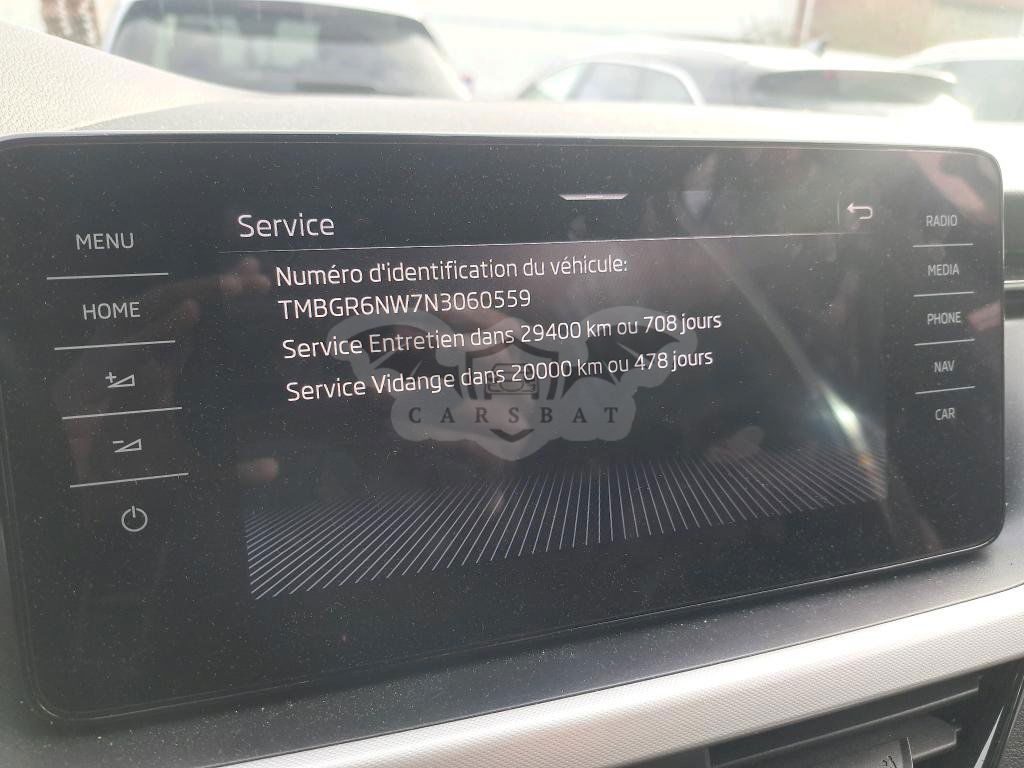 Service
MENU
HOME
Numéro d'identification du véhicule:
TMBGR6NW7N3060559
Service Entretien dans 29400 km ou 708 jours
Service Vidange dans 20000 km ou 478 jours
CARSBAT
RADIO
MEDIA
PHONE
NAV
CAR